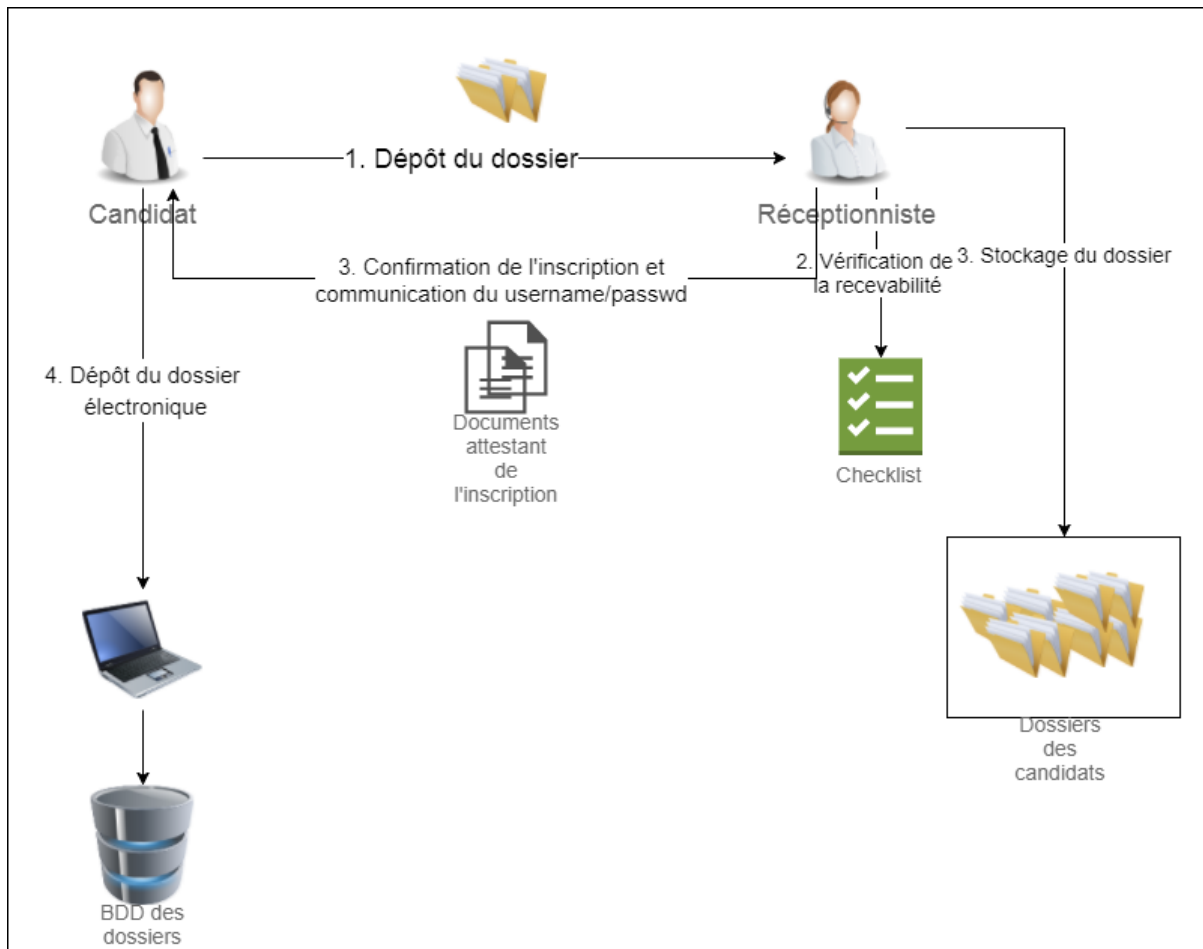 1. Dépôt du dossier
Candidat
Réceptionniste
3. Confirmation de l'inscription et
communication du username/passwd
2. Vérification de
la recevabilité
3. Stockage du dossier
4. Dépôt du dossier
électronique
Documents
attestant
de
l'inscription
Checklist
Dossiers
des
candidats
BDD des
dossiers